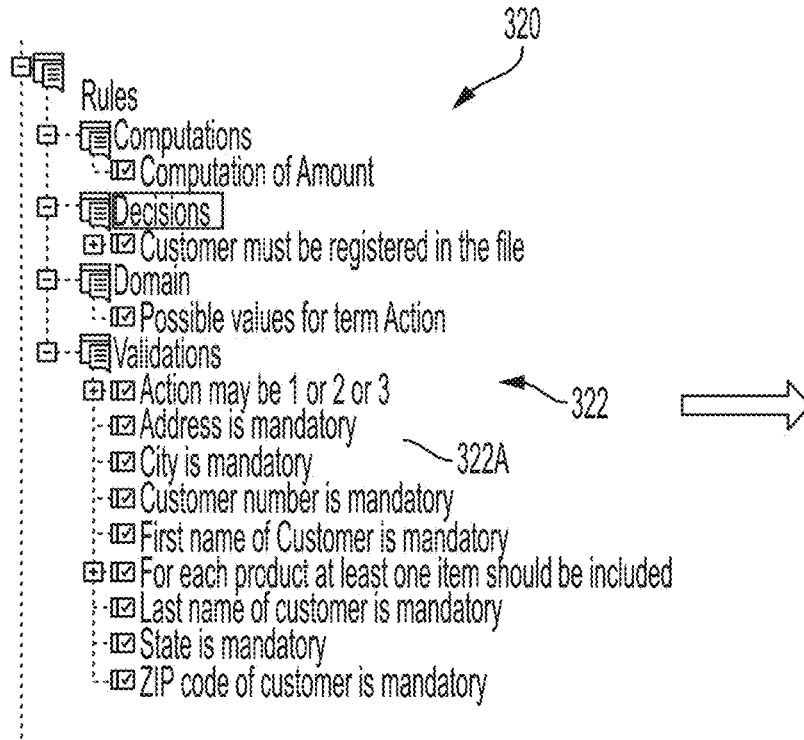 320
Rules
Computations
Computation of Amount
Decisions
Customer must be registered in the file
Domain
Possible values for term Action
Validations
Action may be 1 or 2 or 3
322
Address is mandatory
322A
City is mandatory
Customer number is mandatory
First name of Customer is mandatory
For each product at least one item should be included
Last name of customer is mandatory
State is mandatory
ZIP code of customer is mandatory